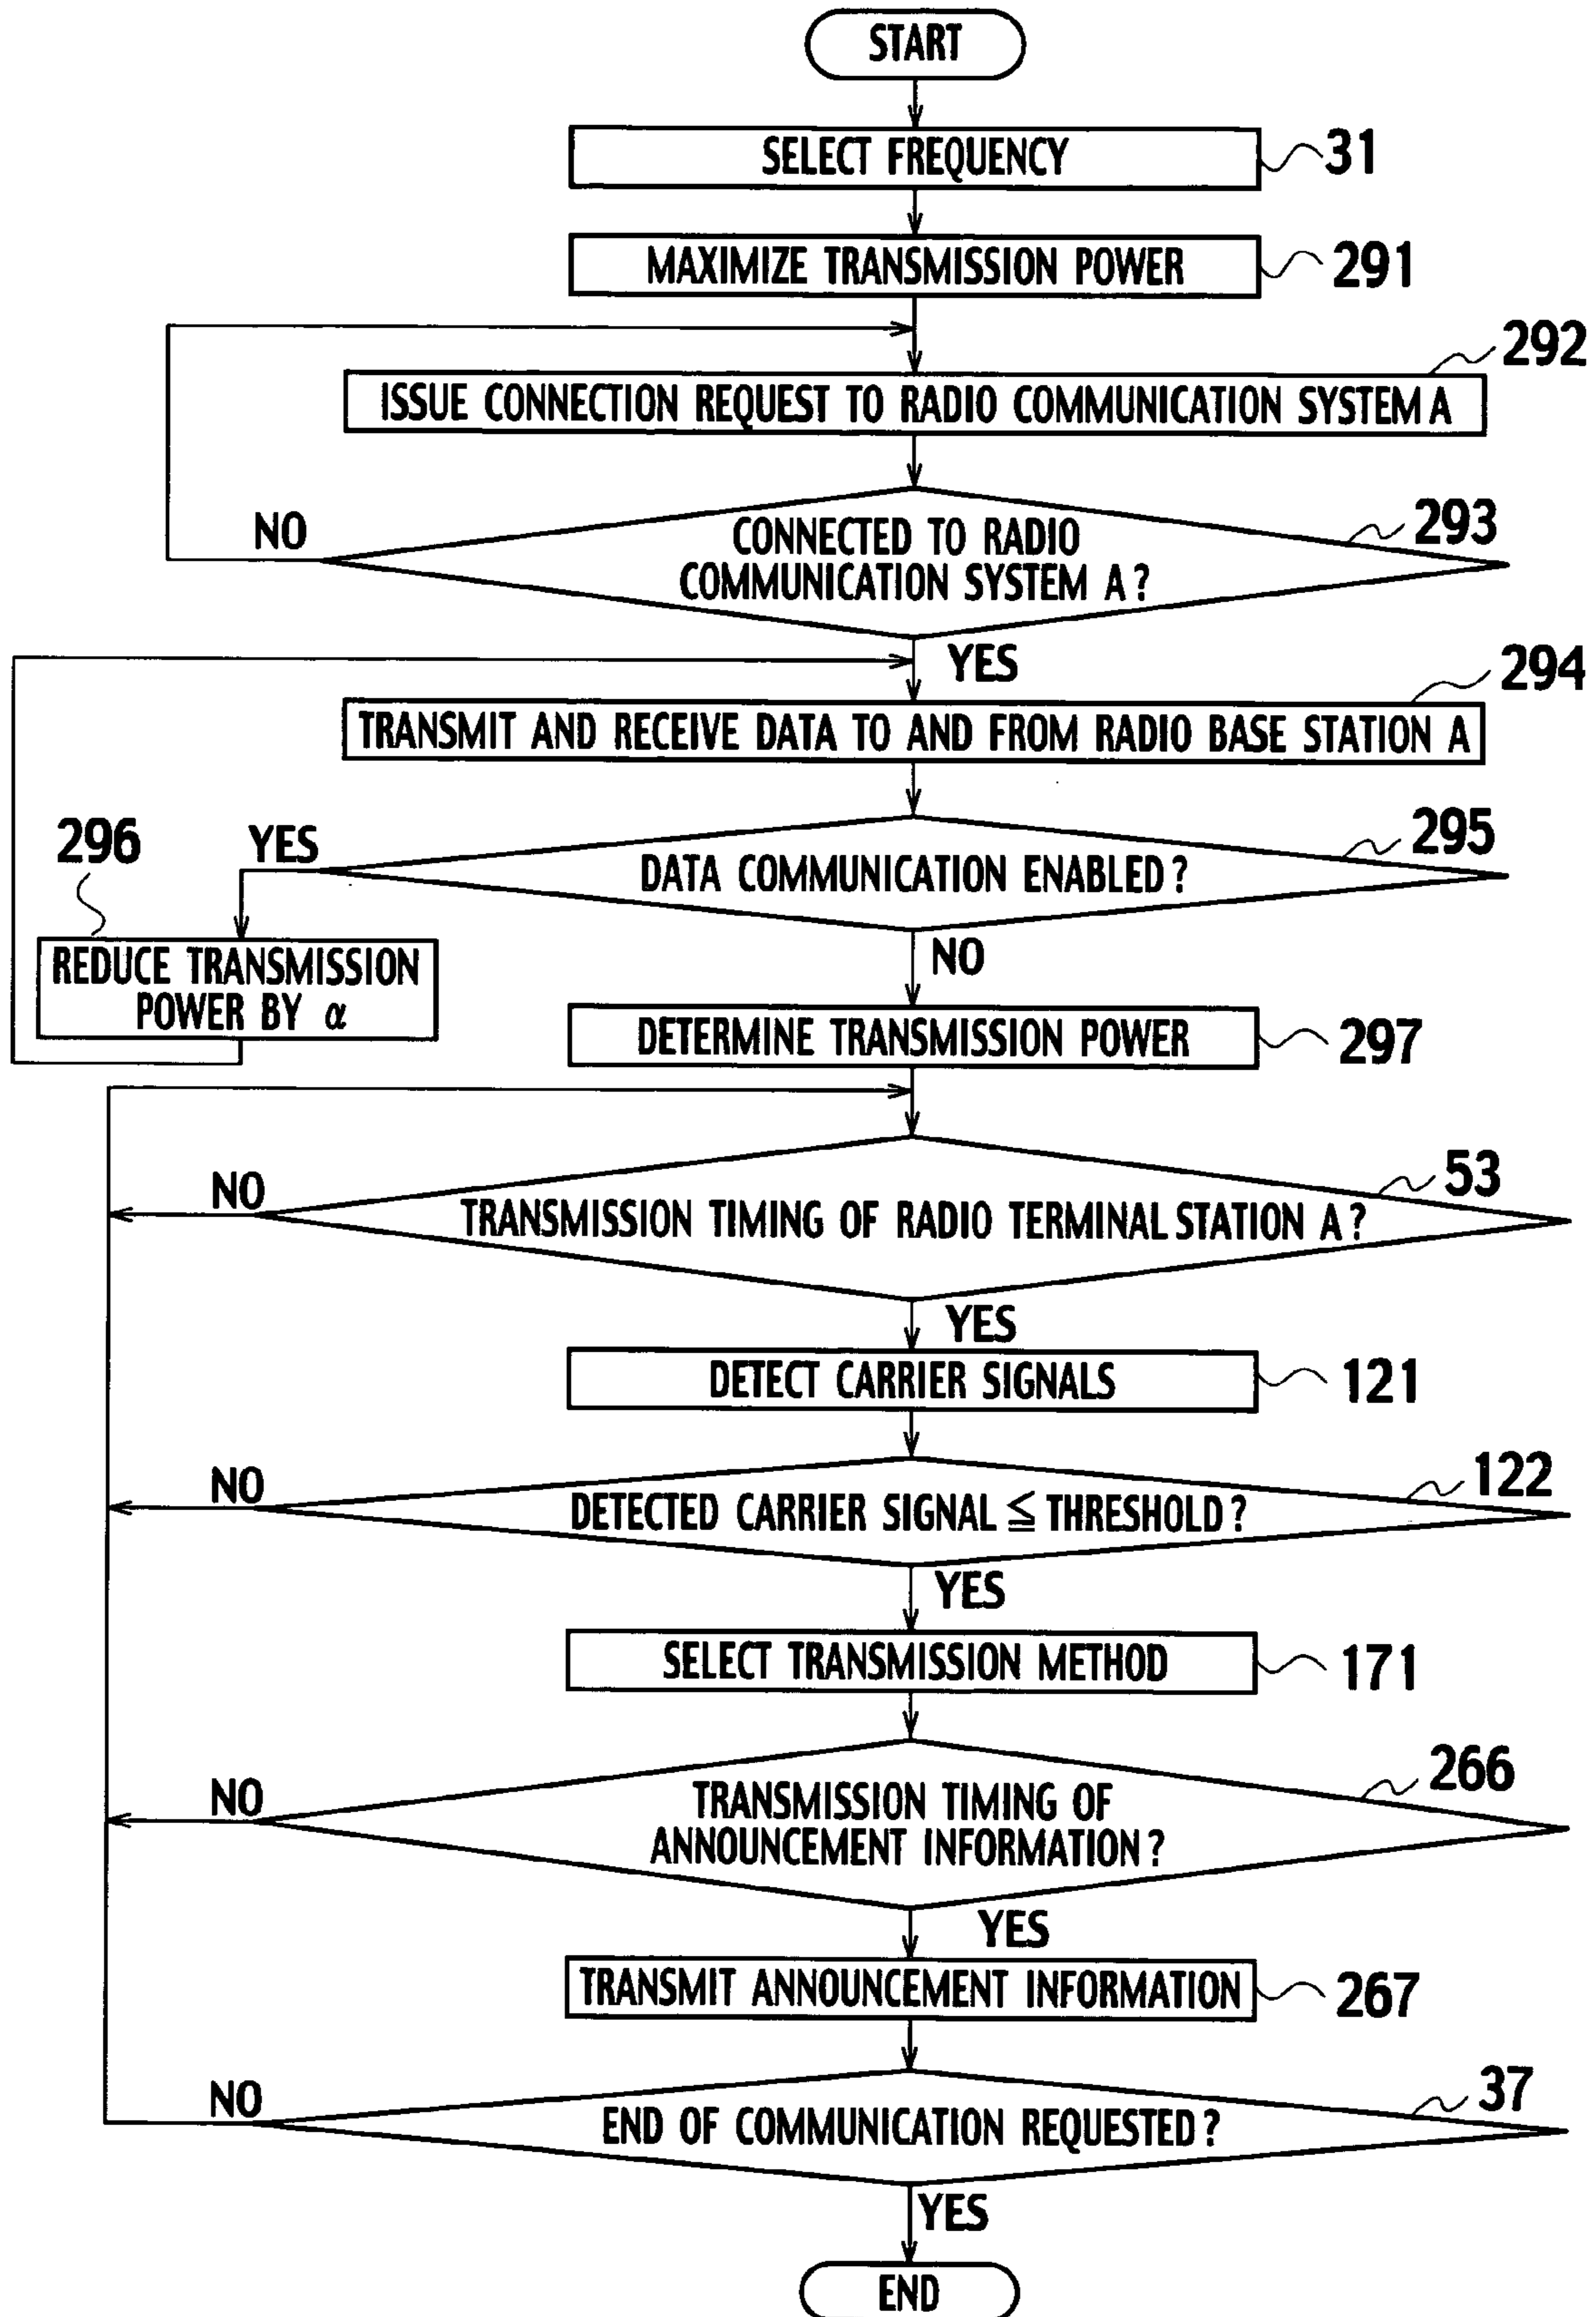 START
SELECT FREQUENCY
31
MAXIMIZE TRANSMISSION POWER
291
292
ISSUE CONNECTION REQUEST TO RADIO COMMUNICATION SYSTEM A
NO
CONNECTED TO RADIO
COMMUNICATION SYSTEM A?
293
YES
294
TRANSMIT AND RECEIVE DATA TO AND FROM RADIO BASE STATION A
296
YES
DATA COMMUNICATION ENABLED?
295
REDUCE TRANSMISSION
POWER BY α
NO
DETERMINE TRANSMISSION POWER
297
NO
TRANSMISSION TIMING OF RADIO TERMINAL STATION A?
53
YES
DETECT CARRIER SIGNALS
121
NO
DETECTED CARRIER SIGNAL ≦ THRESHOLD?
122
YES
SELECT TRANSMISSION METHOD
171
NO
TRANSMISSION TIMING OF
ANNOUNCEMENT INFORMATION?
266
YES
TRANSMIT ANNOUNCEMENT INFORMATION
267
NO
END OF COMMUNICATION REQUESTED?
37
YES
END